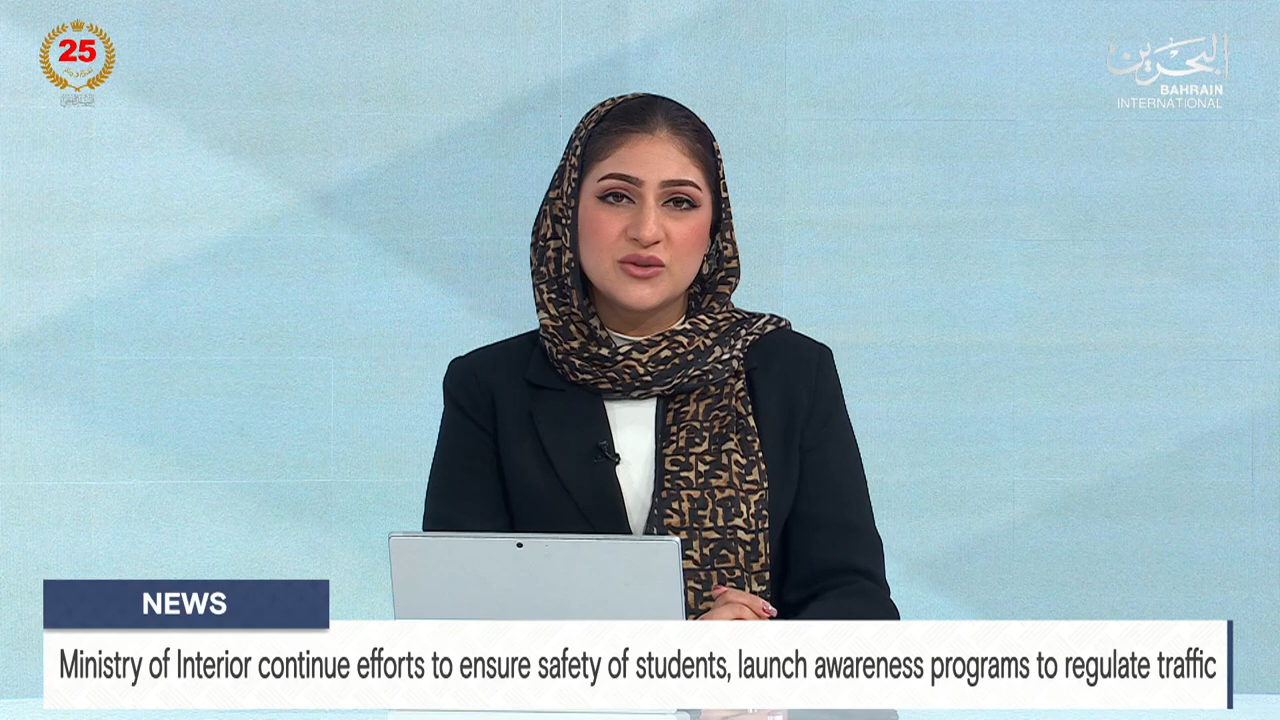 25
البحرين
BAHRAIN
INTERNATIONAL
NEWS
Ministry of Interior continue efforts to ensure safety of students, launch awareness programs to regulate traffic